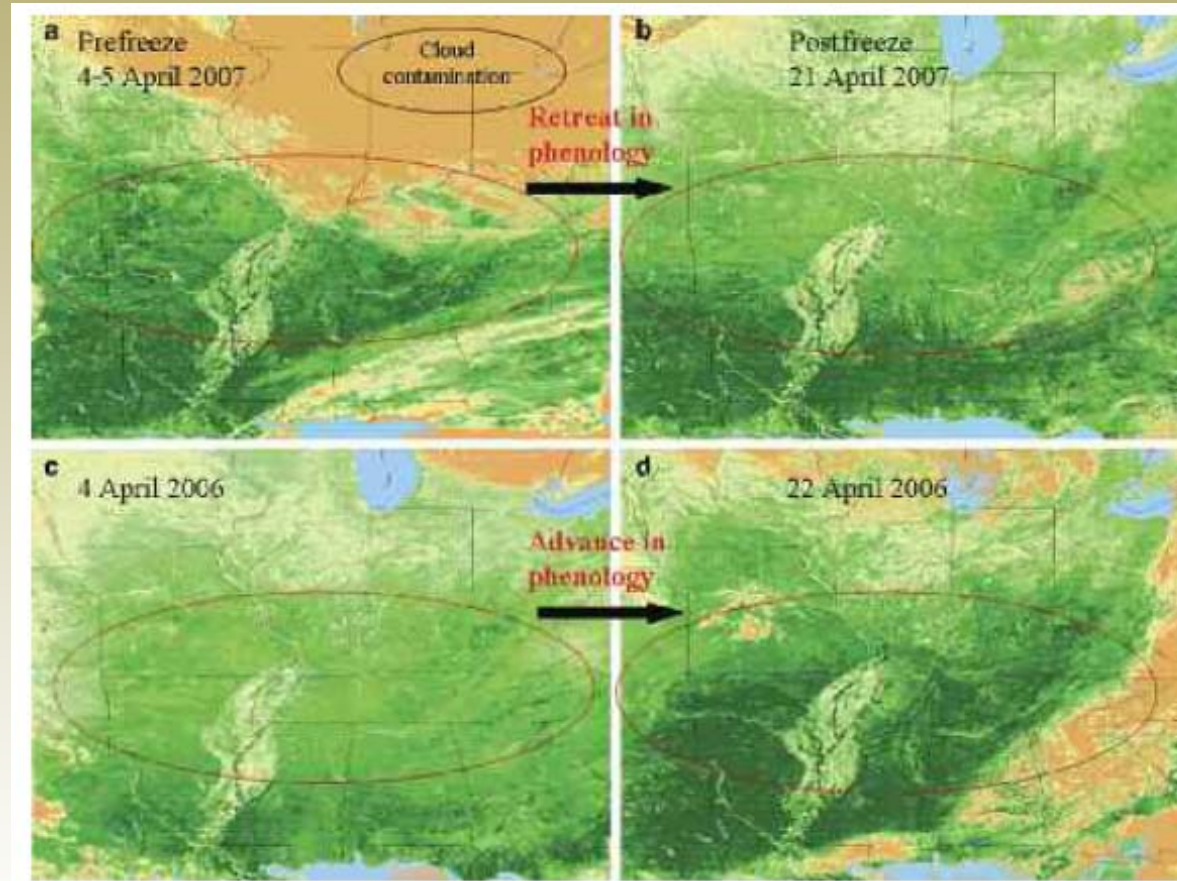 a
Prefreeze
4-5 April 2007
Cloud
contamination
b
Postfreeze
21 April 2007
Retreat in
phenology
c
4 April 2006
d
22 April 2006
Advance in
phenology